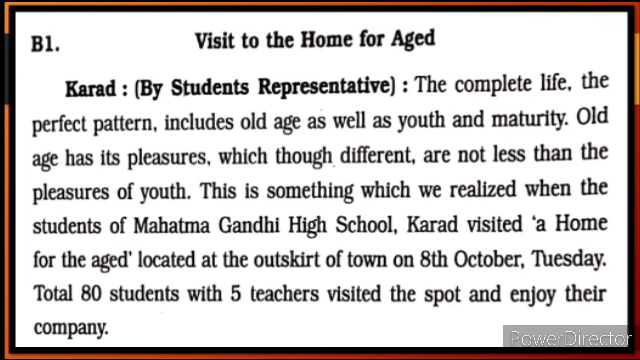 B1. Visit to the Home for Aged
Karad : (By Students Representative) : The complete life, the
perfect pattern, includes old age as well as youth and maturity. Old
age has its pleasures, which though different, are not less than the
pleasures of youth. This is something which we realized when the
students of Mahatma Gandhi High School, Karad visited ‘a Home
for the aged’ located at the outskirt of town on 8th October, Tuesday.
Total 80 students with 5 teachers visited the spot and enjoy their
company.
PowerDirector